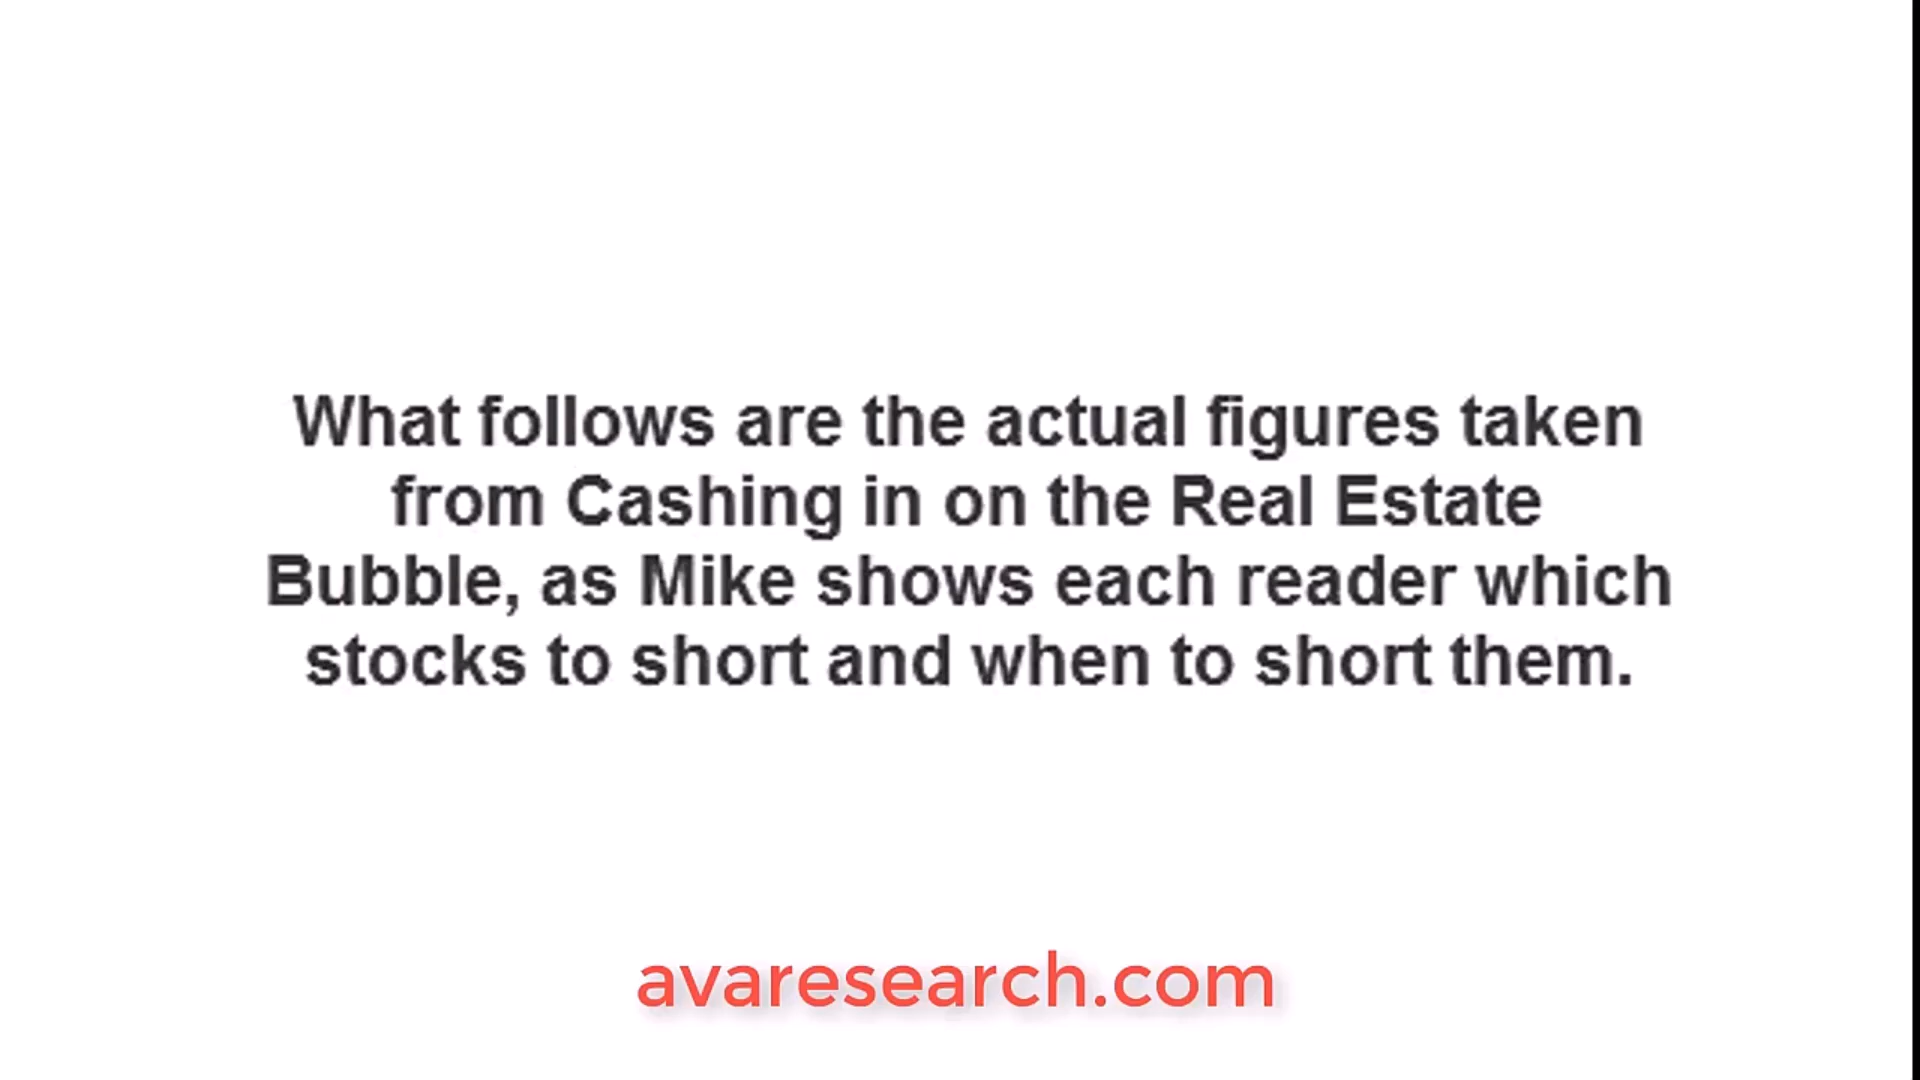 What follows are the actual figures taken
from Cashing in on the Real Estate
Bubble, as Mike shows each reader which
stocks to short and when to short them.
avaresearch.com